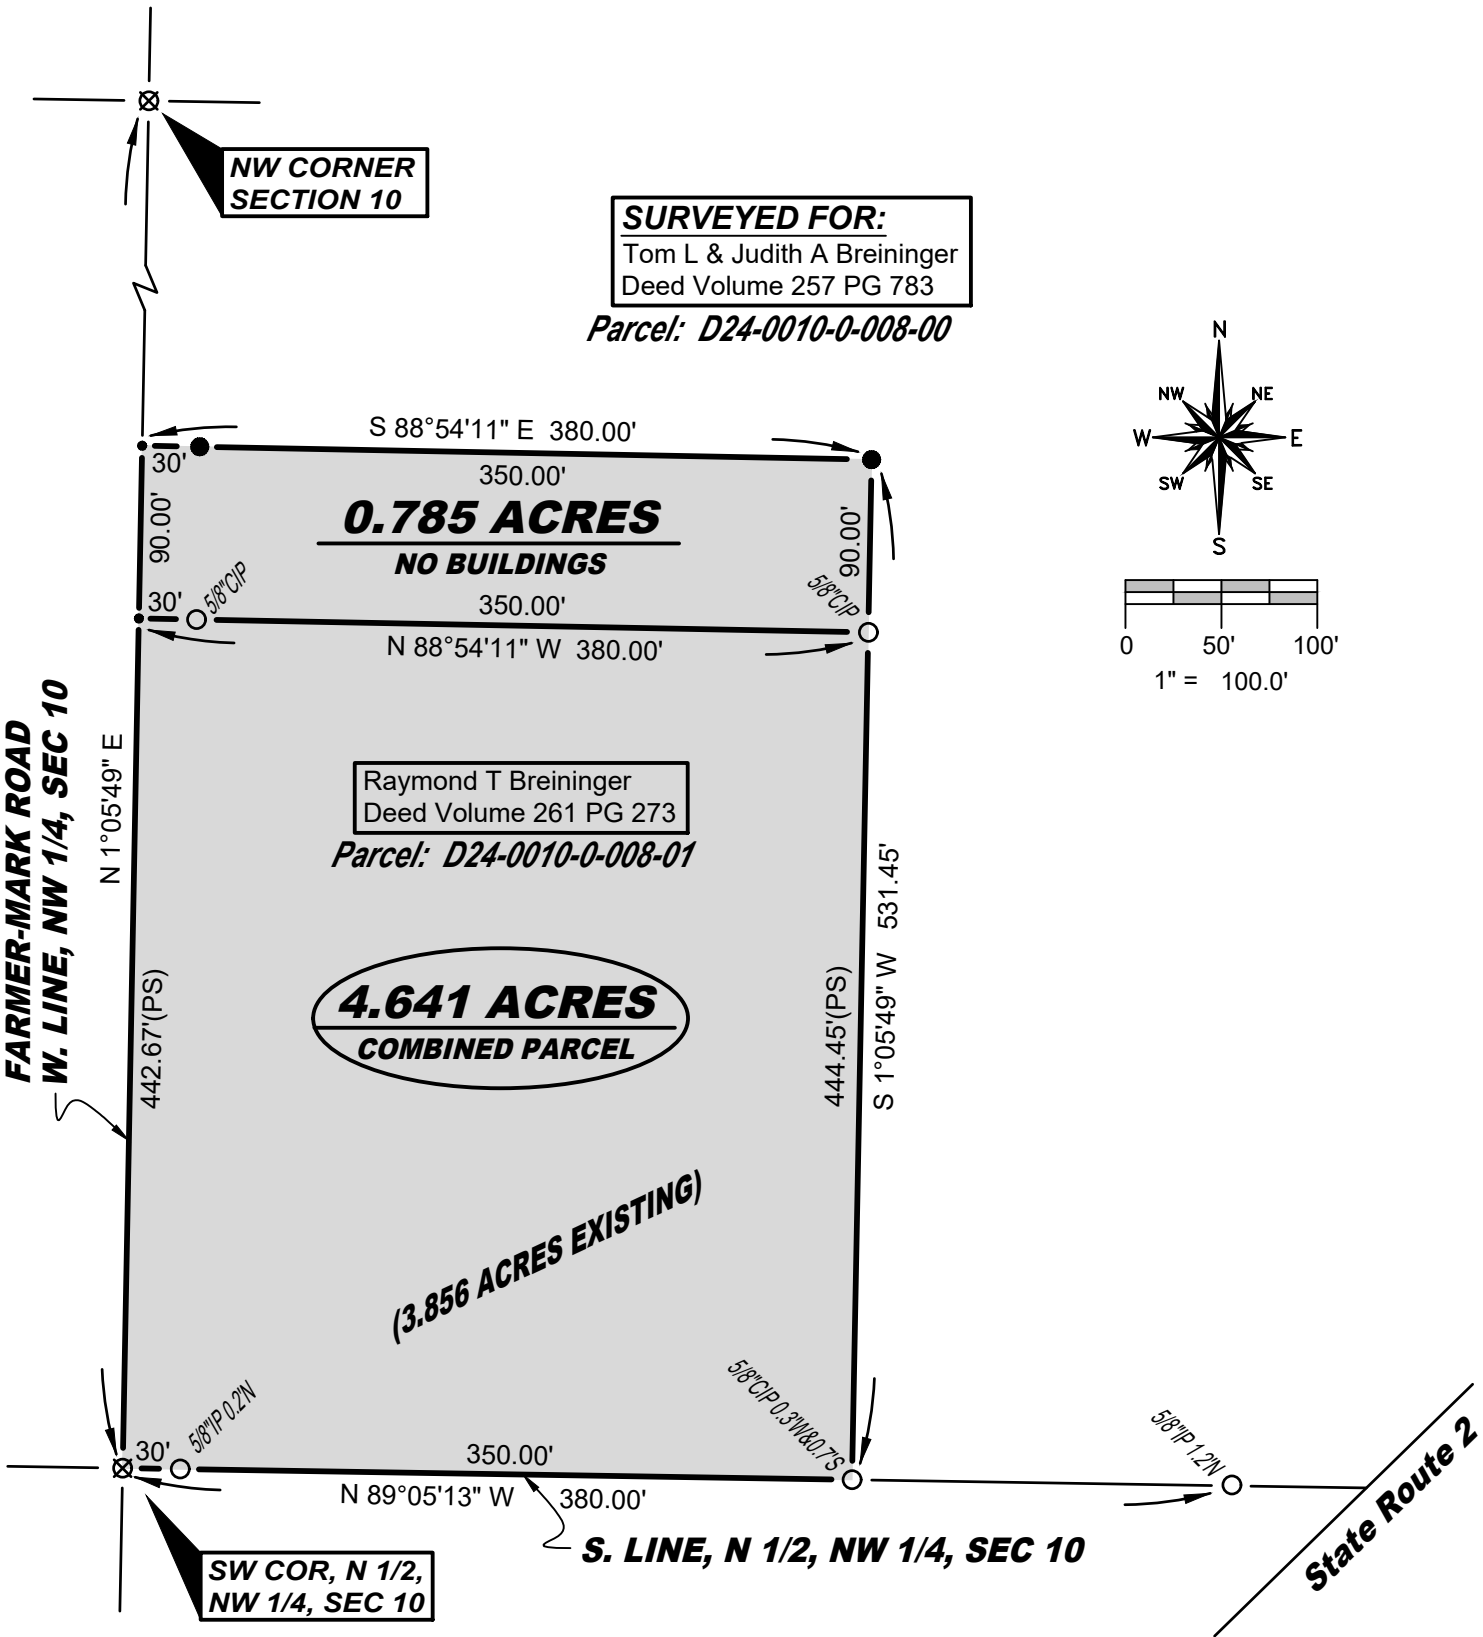 NW CORNER
SECTION 10
SURVEYED FOR:
Tom L & Judith A Breininger
Deed Volume 257 PG 783
Parcel: D24-0010-0-008-00
N
NW
NE
W
E
SW
SE
S
0
50'
100'
1" = 100.0'
S 88°54'11" E 380.00'
30'
350.00'
90.00'
0.785 ACRES
NO BUILDINGS
90.00'
5/8"CIP
5/8"CIP
30'
350.00'
N 88°54'11" W 380.00'
FARMER-MARK ROAD
W. LINE, NW 1/4, SEC 10
N 1°05'49" E
Raymond T Breininger
Deed Volume 261 PG 273
Parcel: D24-0010-0-008-01
442.67'(PS)
4.641 ACRES
COMBINED PARCEL
444.45'(PS)
S 1°05'49" W 531.45'
(3.856 ACRES EXISTING)
5/8"IP 0.2'N
5/8"CIP 0.3'W&0.7'S
5/8"IP 1.2'N
30'
350.00'
N 89°05'13" W 380.00'
S. LINE, N 1/2, NW 1/4, SEC 10
State Route 2
SW COR, N 1/2,
NW 1/4, SEC 10